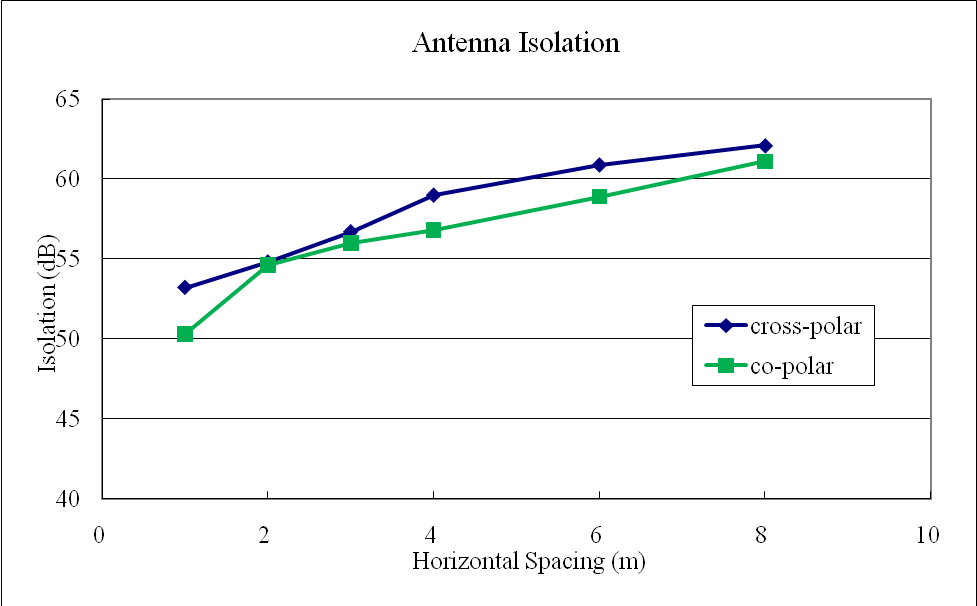 Antenna Isolation
65
60
55
50
45
40
Isolation (dB)
cross-polar
co-polar
0 2 4 6 8 10
Horizontal Spacing (m)